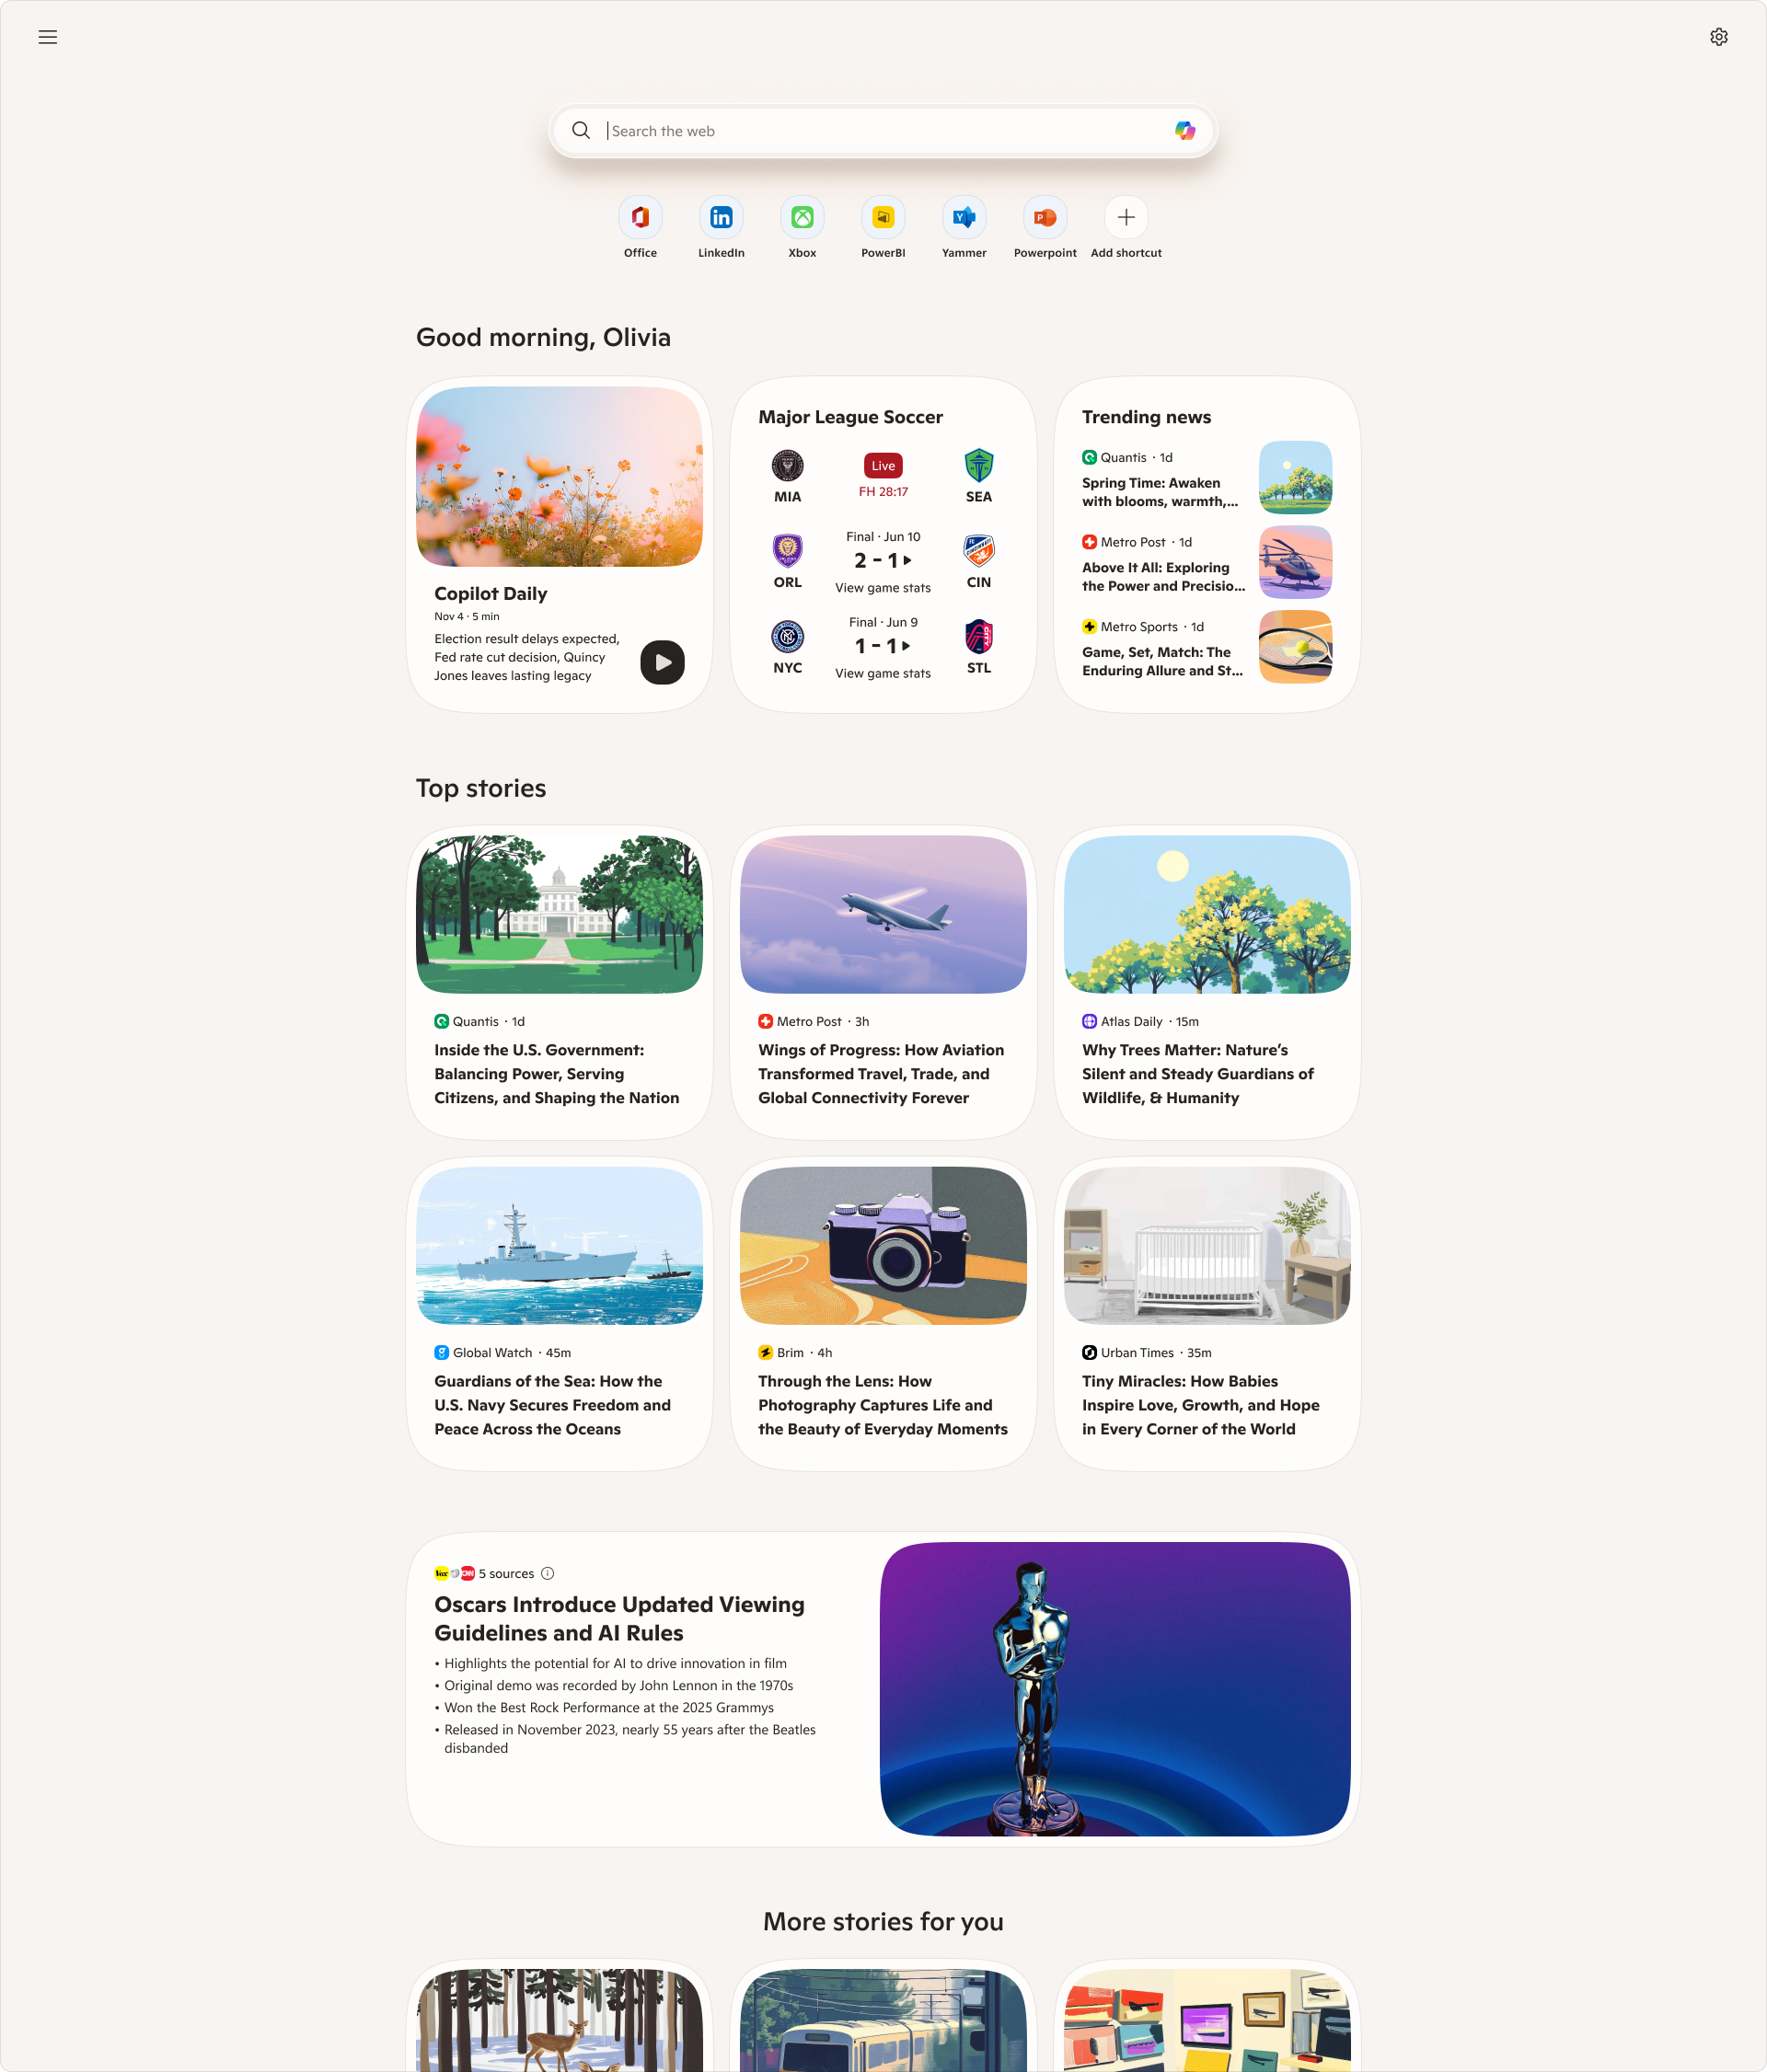 Search the web
Office
LinkedIn
Xbox
PowerBI
Yammer
Powerpoint
Add shortcut
Good morning, Olivia
Copilot Daily
Nov 4 · 5 min
Election result delays expected,
Fed rate cut decision, Quincy
Jones leaves lasting legacy
Major League Soccer
MIA
Live
FH 28:17
SEA
ORL
Final · Jun 10
2 - 1
View game stats
CIN
NYC
Final · Jun 9
1 - 1
View game stats
STL
Trending news
Quantis · 1d
Spring Time: Awaken
with blooms, warmth,...
Metro Post · 1d
Above It All: Exploring
the Power and Precisio...
Metro Sports · 1d
Game, Set, Match: The
Enduring Allure and St...
Top stories
Quantis · 1d
Inside the U.S. Government:
Balancing Power, Serving
Citizens, and Shaping the Nation
Metro Post · 3h
Wings of Progress: How Aviation
Transformed Travel, Trade, and
Global Connectivity Forever
Atlas Daily · 15m
Why Trees Matter: Nature’s
Silent and Steady Guardians of
Wildlife, & Humanity
Global Watch · 45m
Guardians of the Sea: How the
U.S. Navy Secures Freedom and
Peace Across the Oceans
Brim · 4h
Through the Lens: How
Photography Captures Life and
the Beauty of Everyday Moments
Urban Times · 35m
Tiny Miracles: How Babies
Inspire Love, Growth, and Hope
in Every Corner of the World
5 sources
Oscars Introduce Updated Viewing
Guidelines and AI Rules
• Highlights the potential for AI to drive innovation in film
• Original demo was recorded by John Lennon in the 1970s
• Won the Best Rock Performance at the 2025 Grammys
• Released in November 2023, nearly 55 years after the Beatles
disbanded
More stories for you